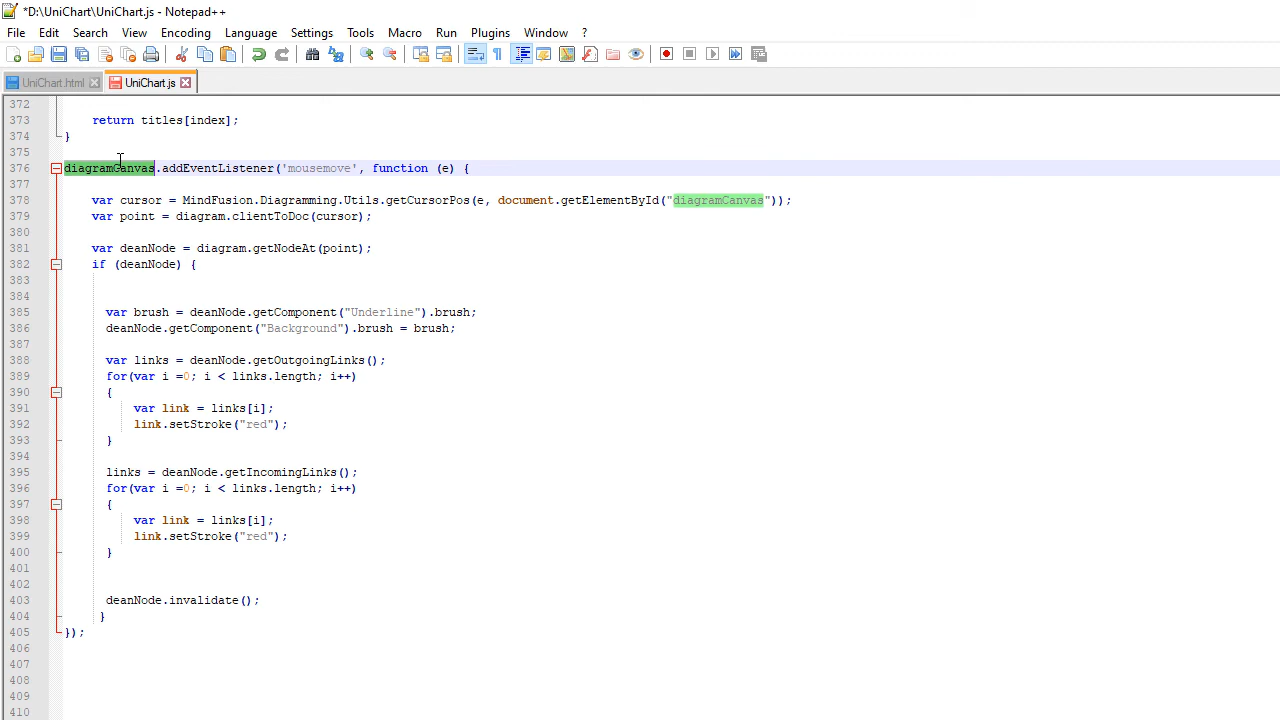 *D:\UniChart\UniChart.js - Notepad++
File Edit Search View Encoding Language Settings Tools Macro Run Plugins Window ?
UniChart.html UniChart.js
372
373 return titles[index];
374 }
375
376 diagramCanvas.addEventListener('mousemove', function (e) {
377
378 var cursor = MindFusion.Diagramming.Utils.getCursorPos(e, document.getElementById("diagramCanvas"));
379 var point = diagram.clientToDoc(cursor);
380
381 var deanNode = diagram.getNodeAt(point);
382 if (deanNode) {
383
384
385 var brush = deanNode.getComponent("Underline").brush;
386 deanNode.getComponent("Background").brush = brush;
387
388 var links = deanNode.getOutgoingLinks();
389 for(var i =0; i < links.length; i++)
390 {
391 var link = links[i];
392 link.setStroke("red");
393 }
394
395 links = deanNode.getIncomingLinks();
396 for(var i =0; i < links.length; i++)
397 {
398 var link = links[i];
399 link.setStroke("red");
400 }
401
402
403 deanNode.invalidate();
404 }
405 });
406
407
408
409
410